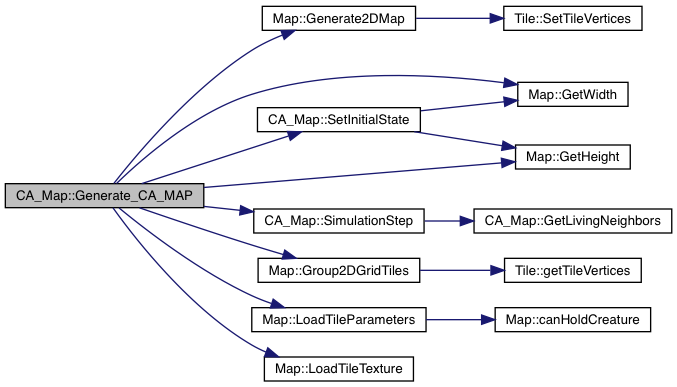 Map::Generate2DMap
Tile::SetTileVertices
Map::GetWidth
CA_Map::SetInitialState
Map::GetHeight
CA_Map::Generate_CA_MAP
CA_Map::SimulationStep
CA_Map::GetLivingNeighbors
Map::Group2DGridTiles
Tile::getTileVertices
Map::LoadTileParameters
Map::canHoldCreature
Map::LoadTileTexture